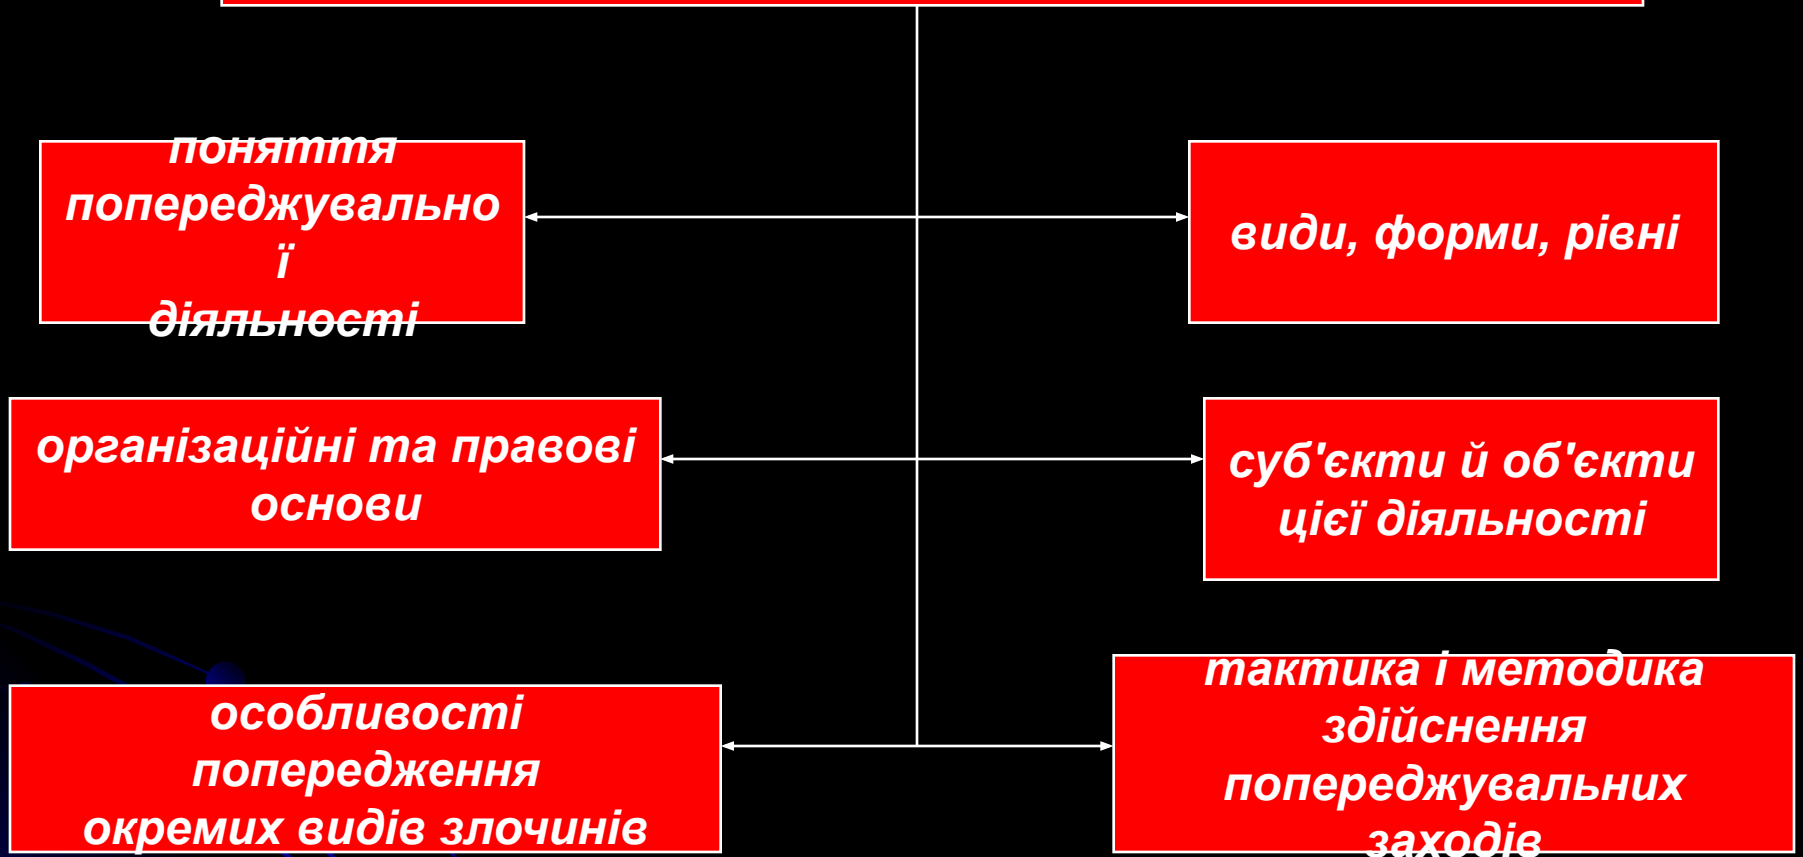 поняття
попереджувально
ї
діяльності
види, форми, рівні
організаційні та правові
основи
суб'єкти й об'єкти
цієї діяльності
особливості
попередження
окремих видів злочинів
тактика і методика
здійснення
попереджувальних
заходів